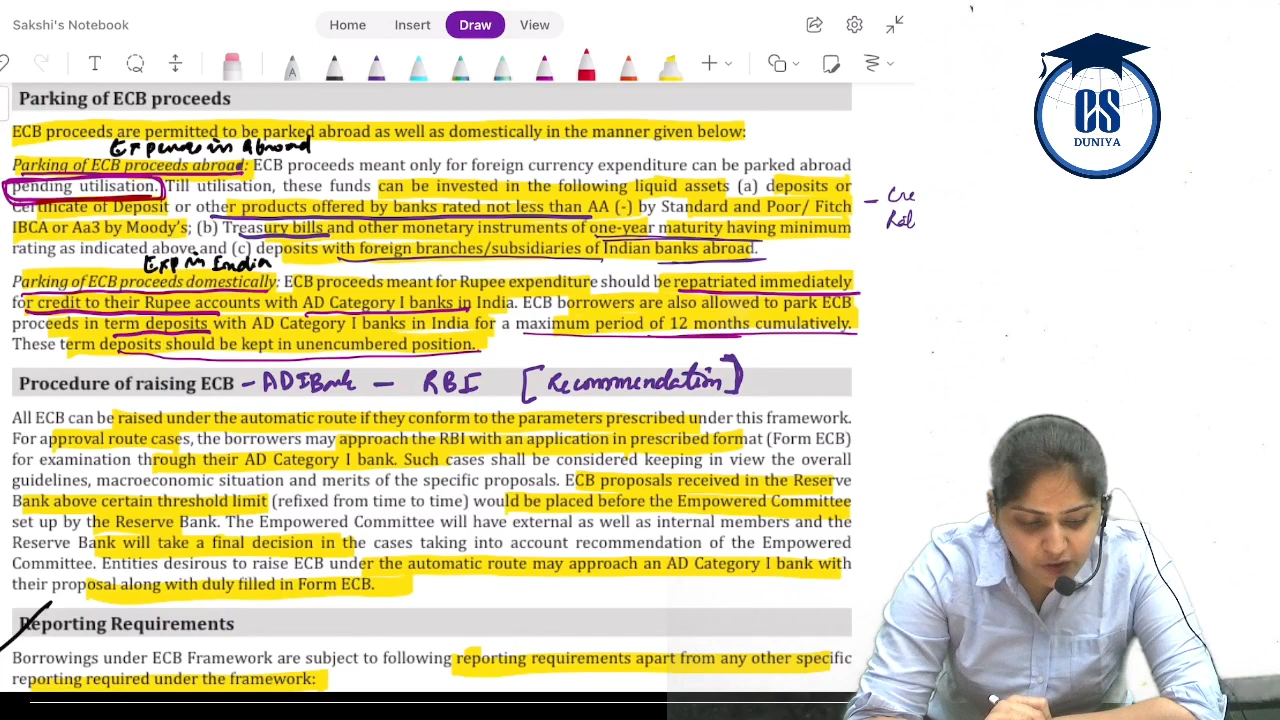 Sakshi's Notebook
Home Insert Draw View
T
A
Parking of ECB proceeds
ECB proceeds are permitted to be parked abroad as well as domestically in the manner given below:
Expense in Abroad
Parking of ECB proceeds abroad: ECB proceeds meant only for foreign currency expenditure can be parked abroad
pending utilisation. Till utilisation, these funds can be invested in the following liquid assets (a) deposits or
Certificate of Deposit or other products offered by banks rated not less than AA (-) by Standard and Poor/ Fitch
IBCA or Aa3 by Moody's; (b) Treasury bills and other monetary instruments of one-year maturity having minimum
rating as indicated above and (c) deposits with foreign branches/subsidiaries of Indian banks abroad.
Exp in India
Parking of ECB proceeds domestically: ECB proceeds meant for Rupee expenditure should be repatriated immediately
for credit to their Rupee accounts with AD Category I banks in India. ECB borrowers are also allowed to park ECB
proceeds in term deposits with AD Category I banks in India for a maximum period of 12 months cumulatively.
These term deposits should be kept in unencumbered position.
Procedure of raising ECB - ADI Bank - RBI [Recommendation]
All ECB can be raised under the automatic route if they conform to the parameters prescribed under this framework.
For approval route cases, the borrowers may approach the RBI with an application in prescribed format (Form ECB)
for examination through their AD Category I bank. Such cases shall be considered keeping in view the overall
guidelines, macroeconomic situation and merits of the specific proposals. ECB proposals received in the Reserve
Bank above certain threshold limit (refixed from time to time) would be placed before the Empowered Committee
set up by the Reserve Bank. The Empowered Committee will have external as well as internal members and the
Reserve Bank will take a final decision in the cases taking into account recommendation of the Empowered
Committee. Entities desirous to raise ECB under the automatic route may approach an AD Category I bank with
their proposal along with duly filled in Form ECB.
Reporting Requirements
Borrowings under ECB Framework are subject to following reporting requirements apart from any other specific
reporting required under the framework:
CS
DUNIYA